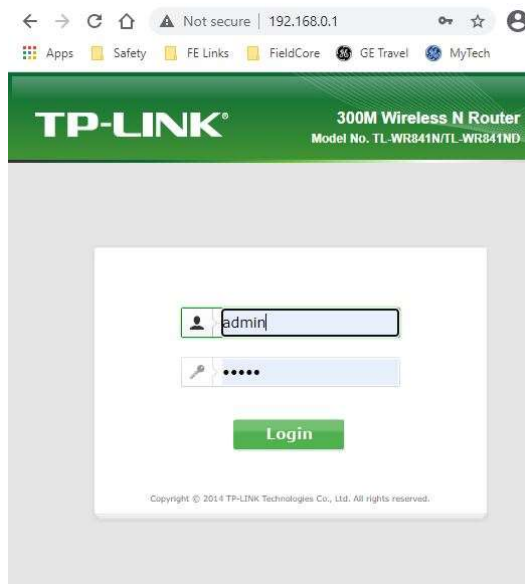 Not secure | 192.168.0.1
Apps Safety FE Links FieldCore GE Travel MyTech
TP-LINK®
300M Wireless N Router
Model No. TL-WR841N/TL-WR841ND
admin
•••••
Login
Copyright © 2014 TP-LINK Technologies Co., Ltd. All rights reserved.